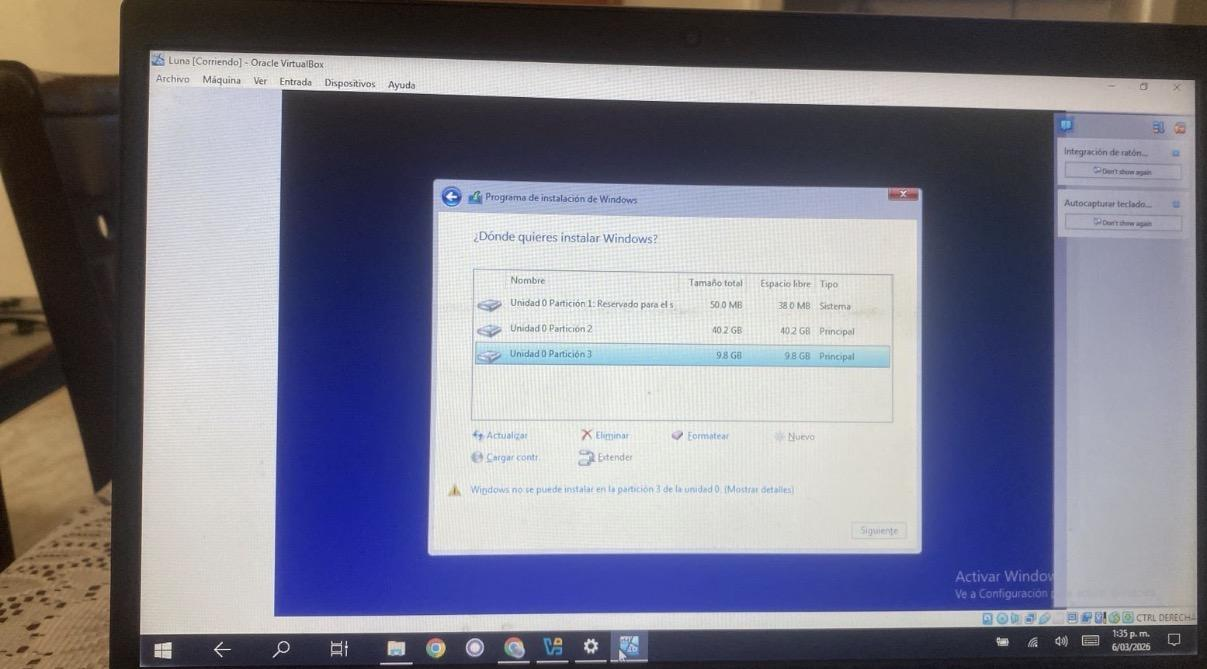 Luna [Corriendo] - Oracle VirtualBox
Archivo Máquina Ver Entrada Dispositivos Ayuda
Integración de ratón...
Don't show again
Autocapturar teclado...
Don't show again
Programa de instalación de Windows
¿Dónde quieres instalar Windows?
Nombre Tamaño total Espacio libre Tipo
Unidad 0 Partición 1: Reservado para el s 50.0 MB 38.0 MB Sistema
Unidad 0 Partición 2 40.2 GB 40.2 GB Principal
Unidad 0 Partición 3 9.8 GB 9.8 GB Principal
Actualizar Eliminar Formatear Nuevo
Cargar contr. Extender
Windows no se puede instalar en la partición 3 de la unidad 0. (Mostrar detalles)
Siguiente
Activar Window
Ve a Configuración
CTRL DERECHA
1:35 p. m.
6/03/2026